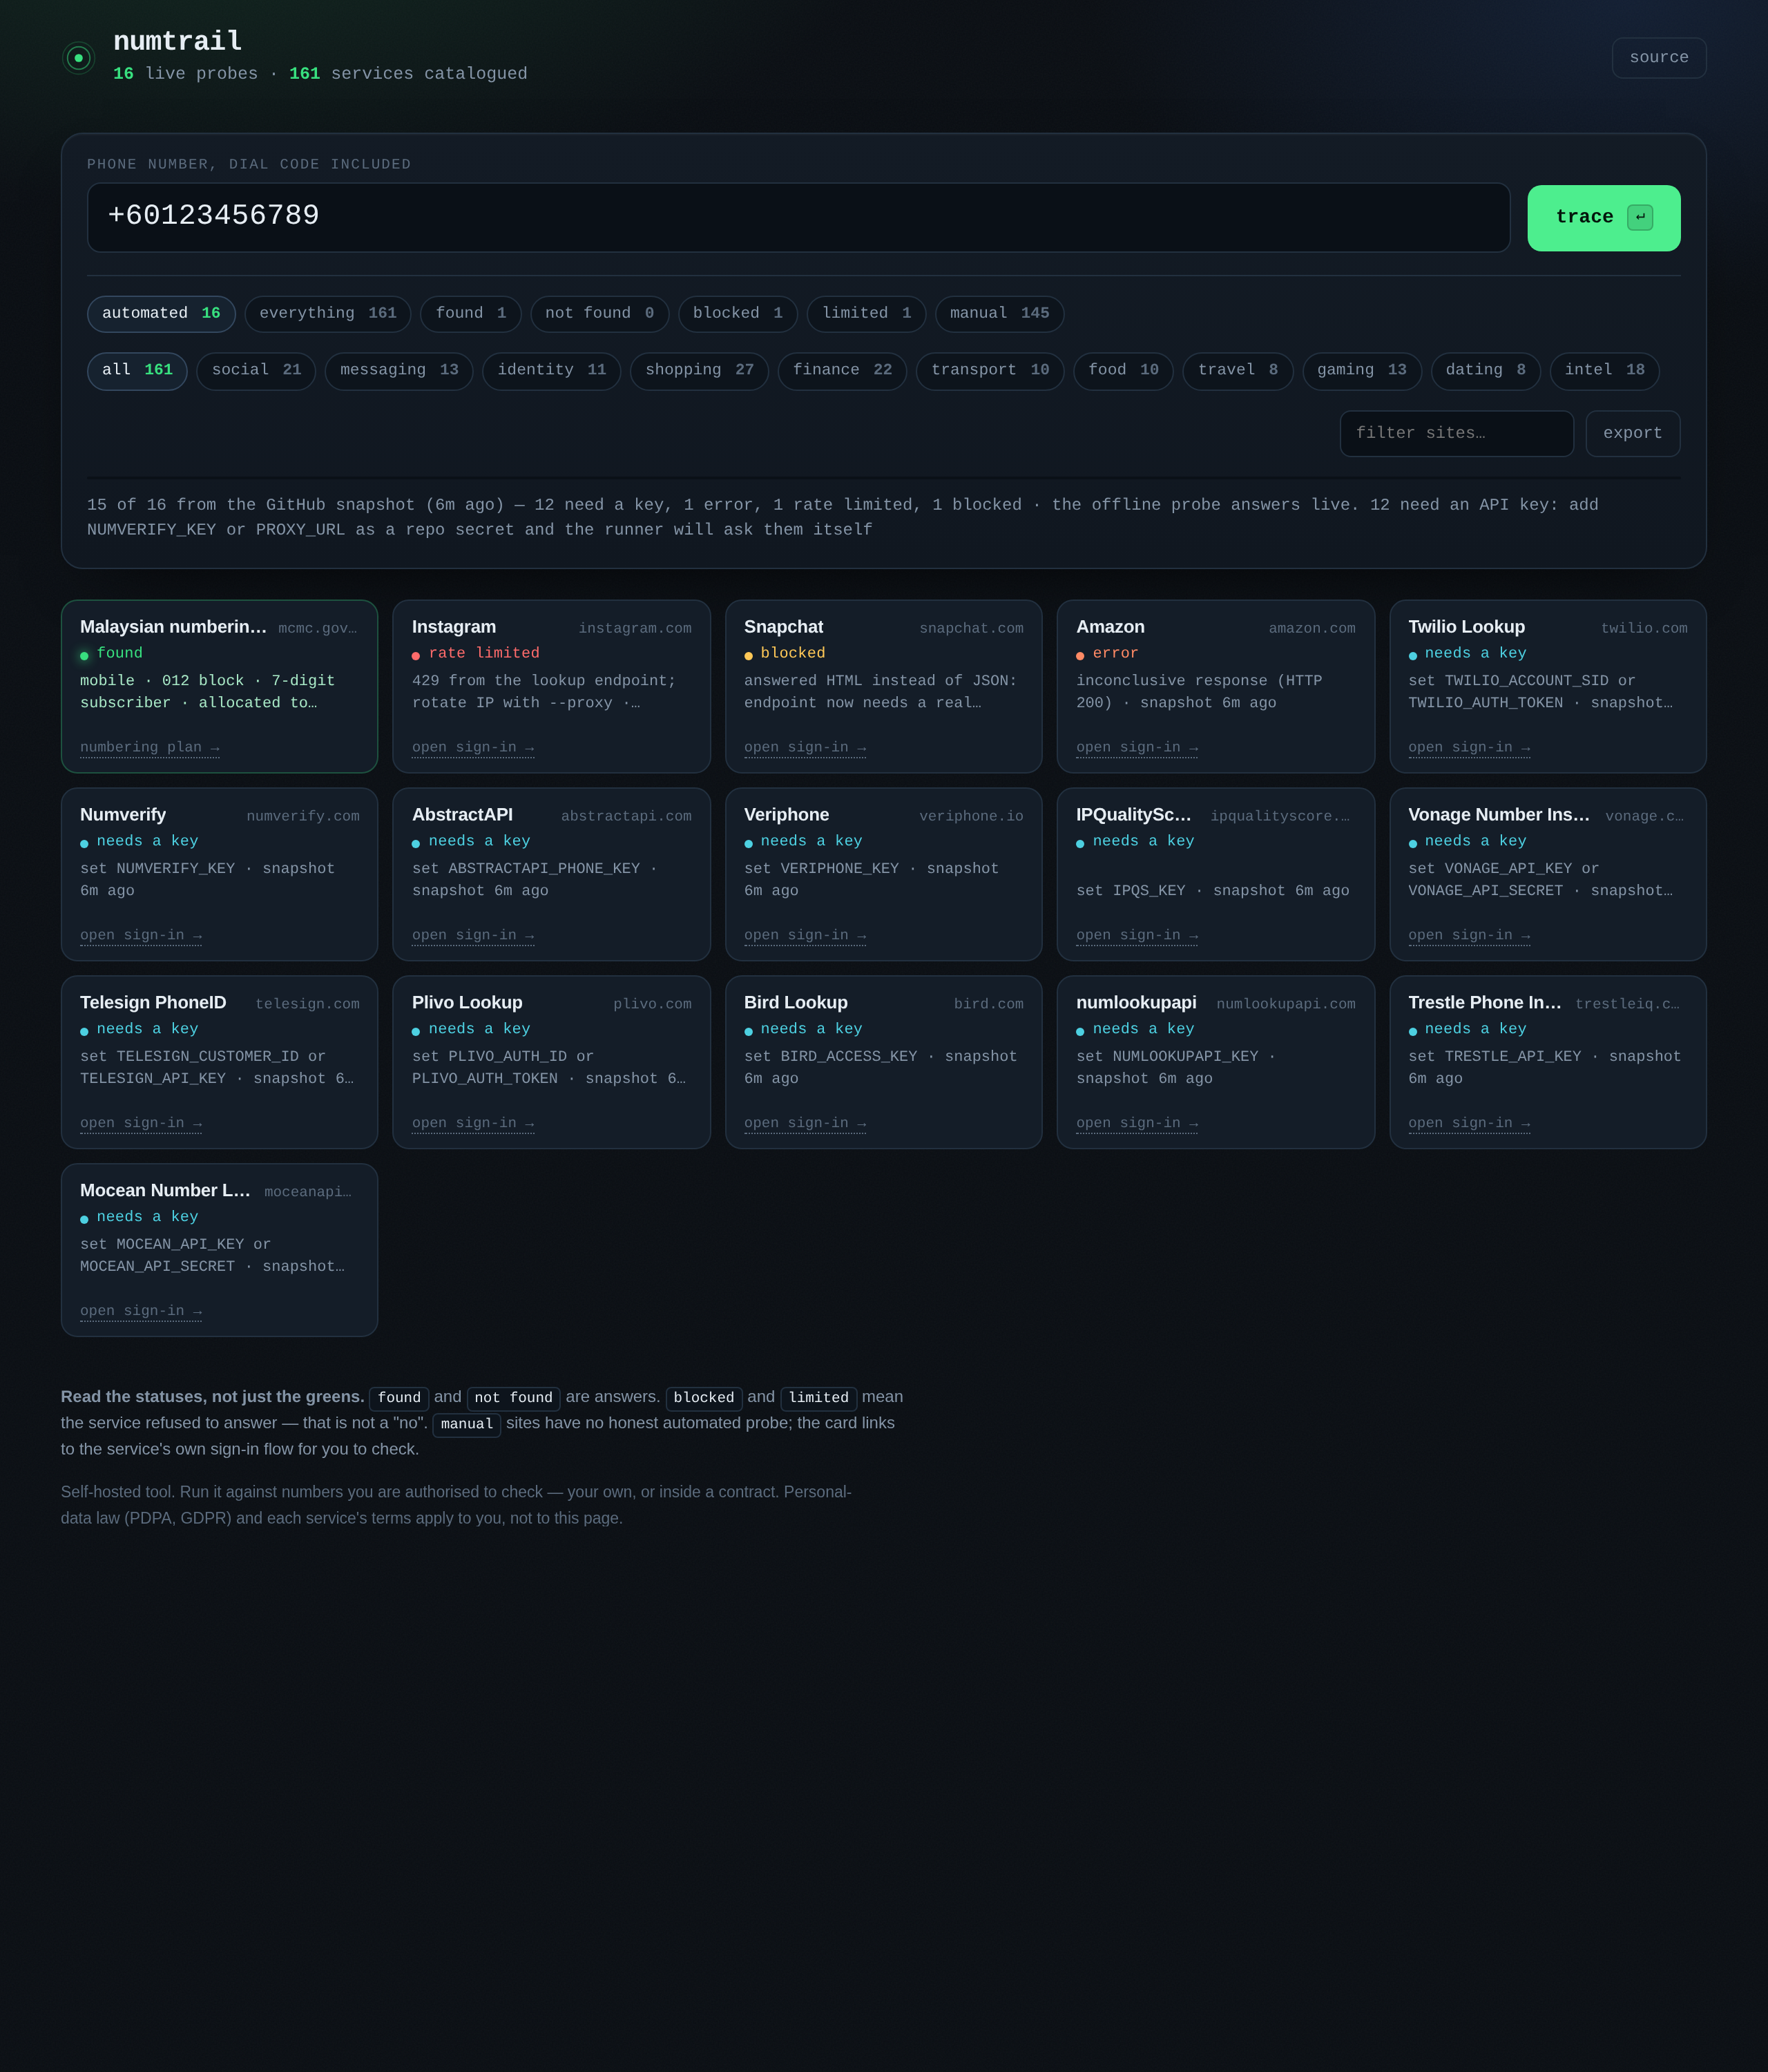 numtrail
16 live probes · 161 services catalogued
source
PHONE NUMBER, DIAL CODE INCLUDED
+60123456789
trace ↵
automated 16 everything 161 found 1 not found 0 blocked 1 limited 1 manual 145
all 161 social 21 messaging 13 identity 11 shopping 27 finance 22 transport 10 food 10 travel 8 gaming 13 dating 8 intel 18
filter sites… export
15 of 16 from the GitHub snapshot (6m ago) — 12 need a key, 1 error, 1 rate limited, 1 blocked · the offline probe answers live. 12 need an API key: add
NUMVERIFY_KEY or PROXY_URL as a repo secret and the runner will ask them itself
Malaysian numberin… mcmc.gov…
found
mobile · 012 block · 7-digit
subscriber · allocated to…
numbering plan →
Instagram instagram.com
rate limited
429 from the lookup endpoint;
rotate IP with --proxy ·…
open sign-in →
Snapchat snapchat.com
blocked
answered HTML instead of JSON:
endpoint now needs a real…
open sign-in →
Amazon amazon.com
error
inconclusive response (HTTP
200) · snapshot 6m ago
open sign-in →
Twilio Lookup twilio.com
needs a key
set TWILIO_ACCOUNT_SID or
TWILIO_AUTH_TOKEN · snapshot…
open sign-in →
Numverify numverify.com
needs a key
set NUMVERIFY_KEY · snapshot
6m ago
open sign-in →
AbstractAPI abstractapi.com
needs a key
set ABSTRACTAPI_PHONE_KEY ·
snapshot 6m ago
open sign-in →
Veriphone veriphone.io
needs a key
set VERIPHONE_KEY · snapshot
6m ago
open sign-in →
IPQualitySc… ipqualityscore.…
needs a key
set IPQS_KEY · snapshot 6m ago
open sign-in →
Vonage Number Ins… vonage.c…
needs a key
set VONAGE_API_KEY or
VONAGE_API_SECRET · snapshot…
open sign-in →
Telesign PhoneID telesign.com
needs a key
set TELESIGN_CUSTOMER_ID or
TELESIGN_API_KEY · snapshot 6…
open sign-in →
Plivo Lookup plivo.com
needs a key
set PLIVO_AUTH_ID or
PLIVO_AUTH_TOKEN · snapshot 6…
open sign-in →
Bird Lookup bird.com
needs a key
set BIRD_ACCESS_KEY · snapshot
6m ago
open sign-in →
numlookupapi numlookupapi.com
needs a key
set NUMLOOKUPAPI_KEY ·
snapshot 6m ago
open sign-in →
Trestle Phone In… trestleiq.c…
needs a key
set TRESTLE_API_KEY · snapshot
6m ago
open sign-in →
Mocean Number L… moceanapi…
needs a key
set MOCEAN_API_KEY or
MOCEAN_API_SECRET · snapshot…
open sign-in →
Read the statuses, not just the greens. found and not found are answers. blocked and limited mean
the service refused to answer — that is not a "no". manual sites have no honest automated probe; the card links
to the service's own sign-in flow for you to check.
Self-hosted tool. Run it against numbers you are authorised to check — your own, or inside a contract. Personal-
data law (PDPA, GDPR) and each service's terms apply to you, not to this page.